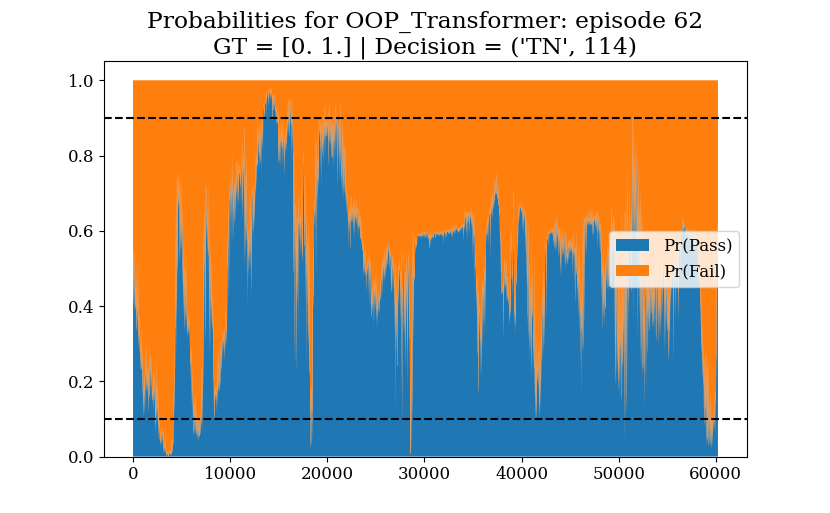 Probabilities for OOP_Transformer: episode 62
GT = [0. 1.] | Decision = ('TN', 114)
1.0
0.8
0.6
0.4
0.2
0.0
Pr(Pass)
Pr(Fail)
0 10000 20000 30000 40000 50000 60000